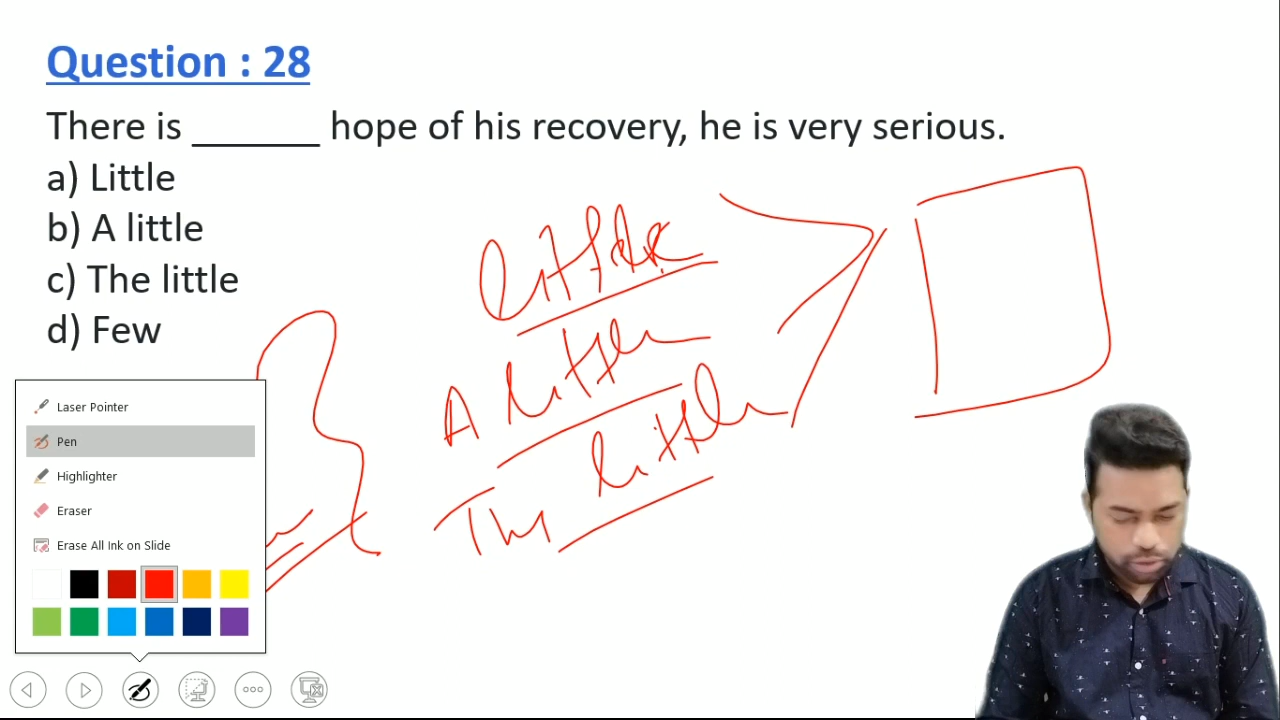 Question : 28
There is ______ hope of his recovery, he is very serious.
a) Little
b) A little
c) The little
d) Few
little
A little
The little
Laser Pointer
Pen
Highlighter
Eraser
Erase All Ink on Slide